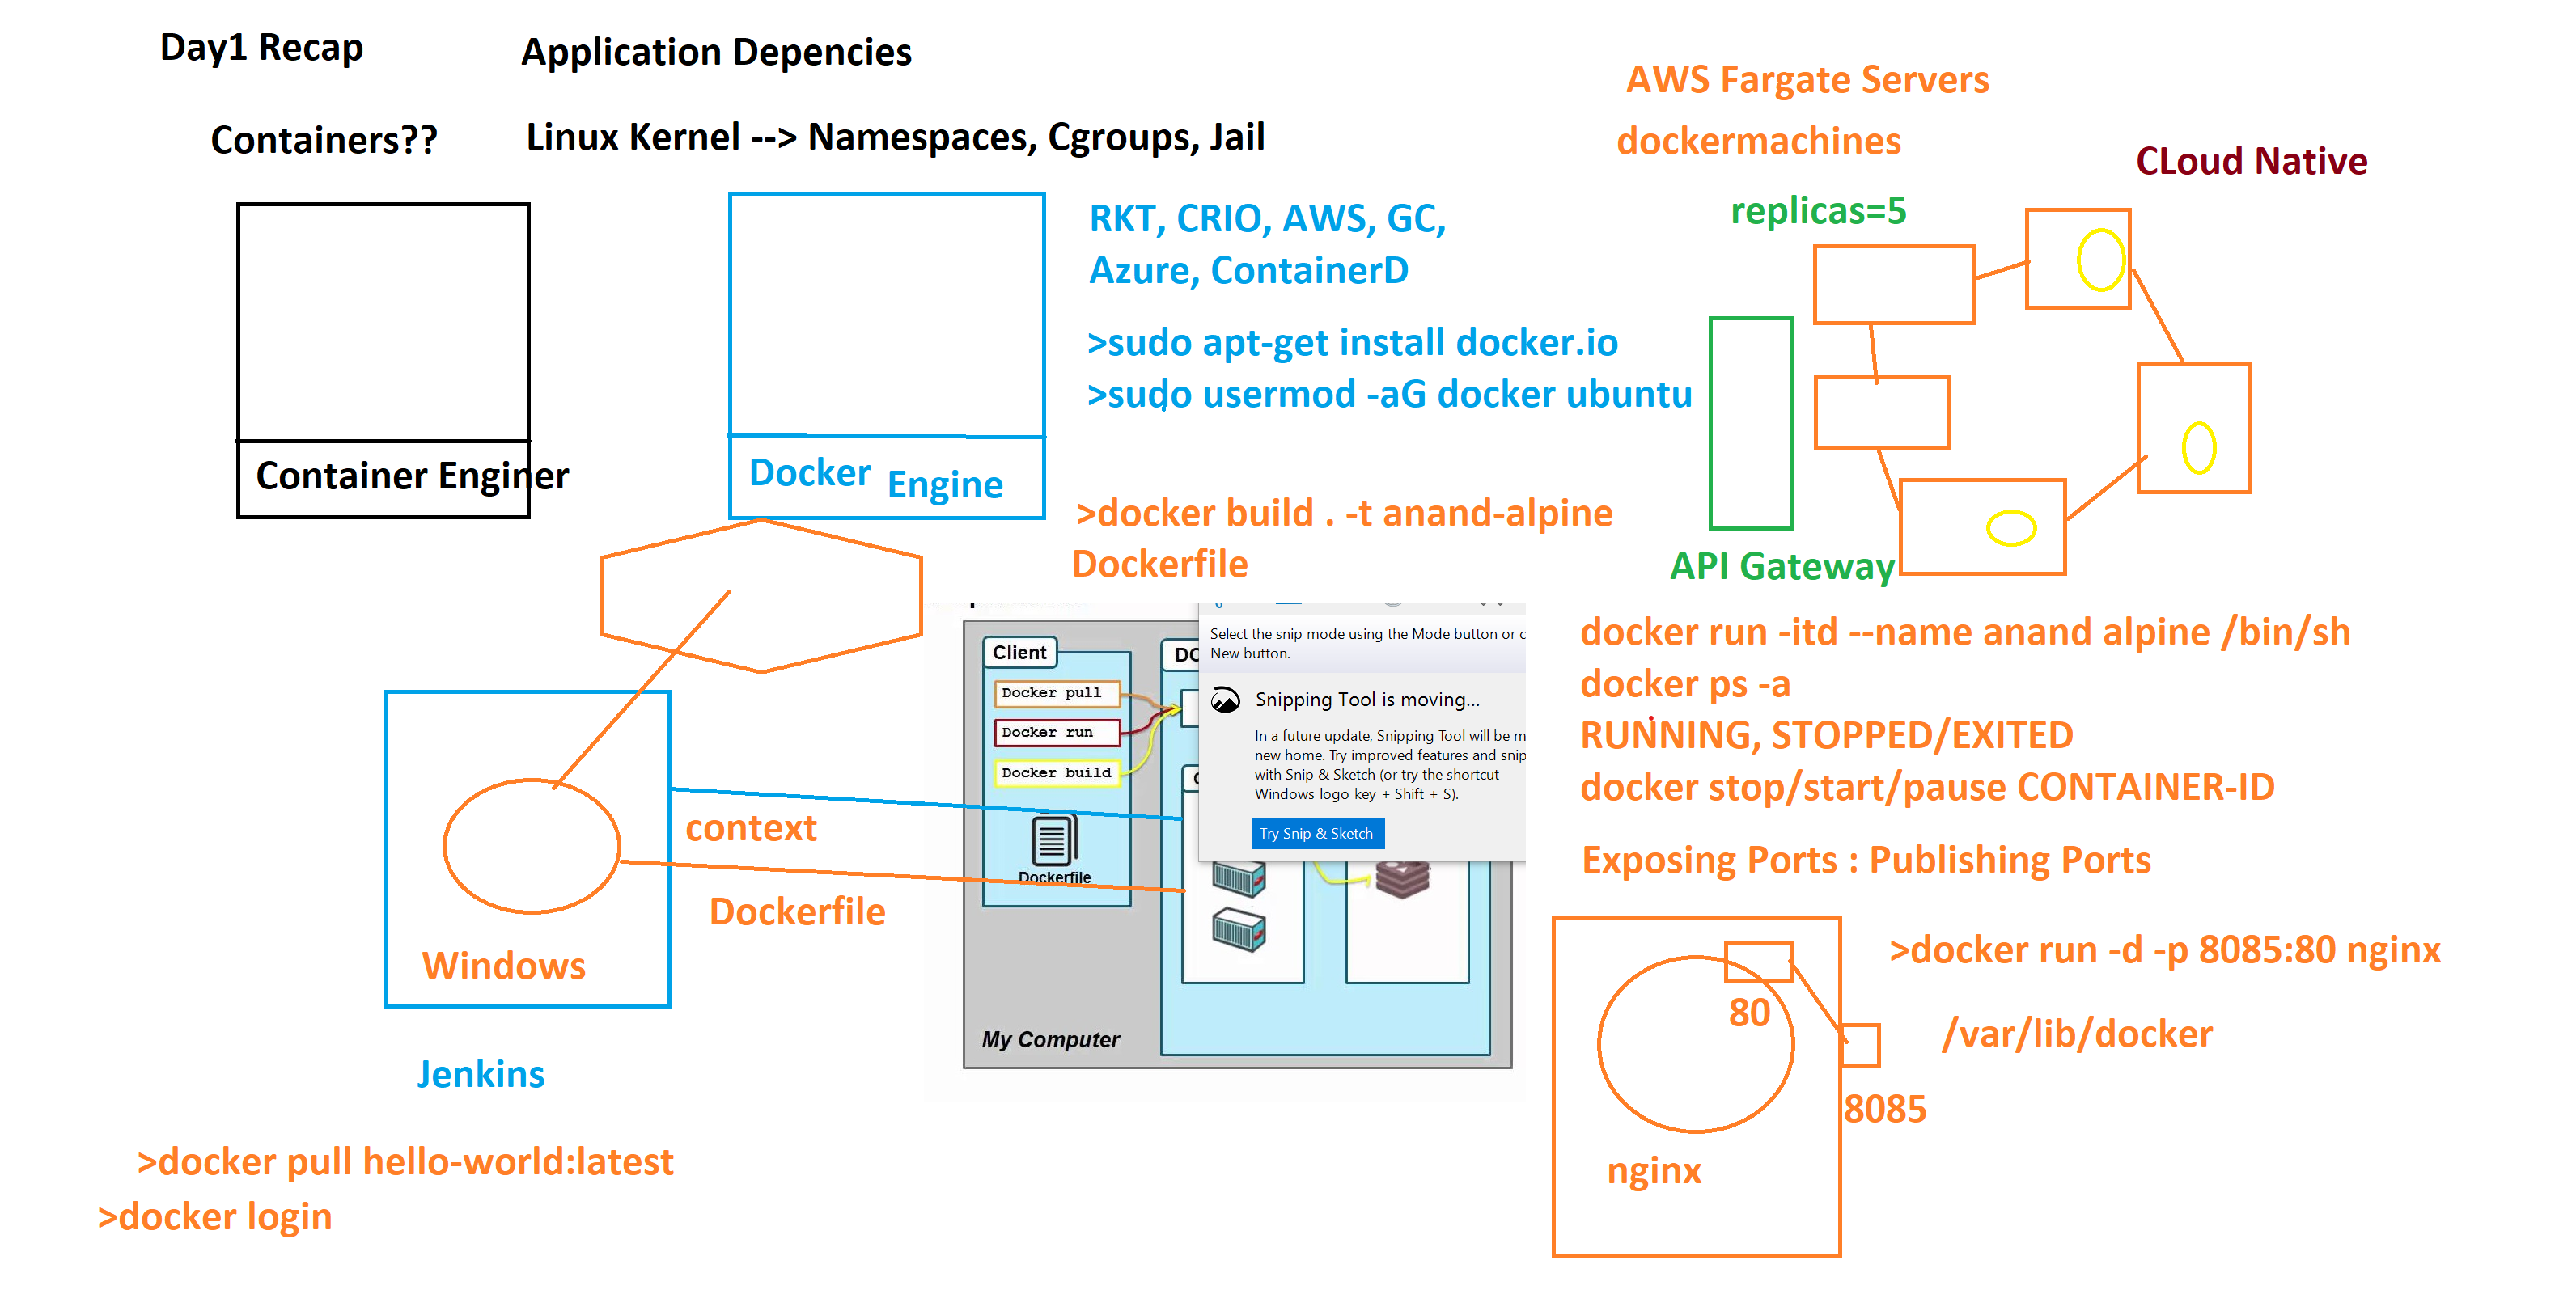 Day1 Recap
Application Depencies
Containers??
Linux Kernel --> Namespaces, Cgroups, Jail
Container Enginer
Docker Engine
RKT, CRIO, AWS, GC,
Azure, ContainerD
>sudo apt-get install docker.io
>sudo usermod -aG docker ubuntu
>docker build . -t anand-alpine
Dockerfile
AWS Fargate Servers
dockermachines
CLoud Native
replicas=5
API Gateway
Client
Docker pull
Docker run
Docker build
Dockerfile
My Computer
Select the snip mode using the Mode button or c
New button.
Snipping Tool is moving...
In a future update, Snipping Tool will be m
new home. Try improved features and snip
with Snip & Sketch (or try the shortcut
Windows logo key + Shift + S).
Try Snip & Sketch
context
Dockerfile
Windows
Jenkins
>docker pull hello-world:latest
>docker login
docker run -itd --name anand alpine /bin/sh
docker ps -a
RUNNING, STOPPED/EXITED
docker stop/start/pause CONTAINER-ID
Exposing Ports : Publishing Ports
>docker run -d -p 8085:80 nginx
80
/var/lib/docker
8085
nginx